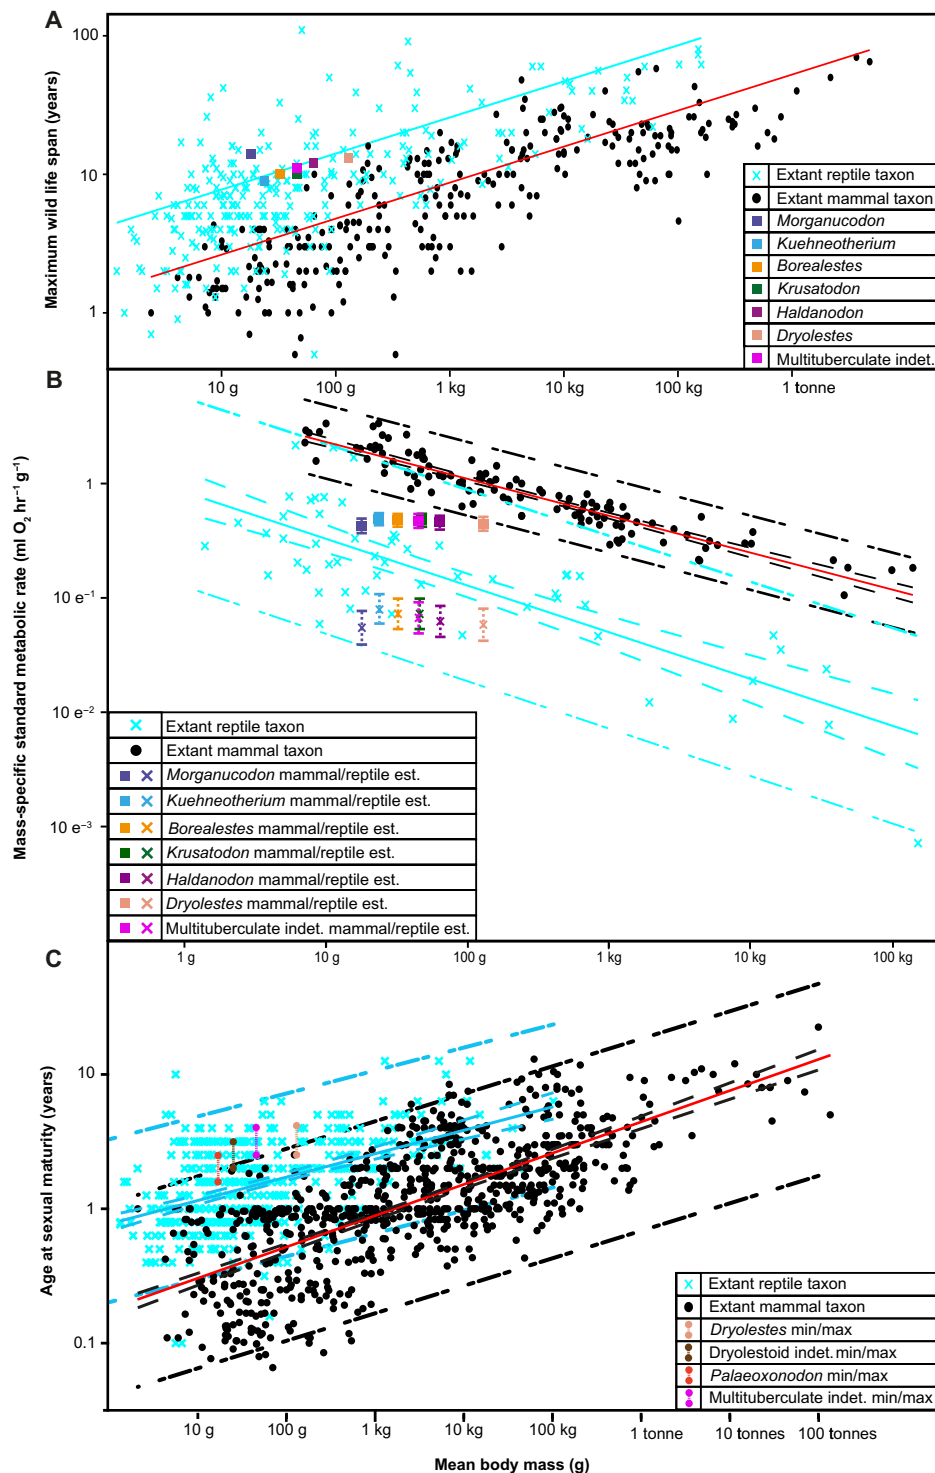 A
Maximum wild life span (years)
100
10
1
Extant reptile taxon
Extant mammal taxon
Morganucodon
Kuehneotherium
Borealestes
Krusatodon
Haldanodon
Dryolestes
Multituberculate indet.
10 g
100 g
1 kg
10 kg
100 kg
1 tonne
B
Mass-specific standard metabolic rate (ml O₂ hr⁻¹ g⁻¹)
1
10 e⁻¹
10 e⁻²
10 e⁻³
Extant reptile taxon
Extant mammal taxon
Morganucodon mammal/reptile est.
Kuehneotherium mammal/reptile est.
Borealestes mammal/reptile est.
Krusatodon mammal/reptile est.
Haldanodon mammal/reptile est.
Dryolestes mammal/reptile est.
Multituberculate indet. mammal/reptile est.
1 g
10 g
100 g
1 kg
10 kg
100 kg
C
Age at sexual maturity (years)
10
1
0.1
Extant reptile taxon
Extant mammal taxon
Dryolestes min/max
Dryolestoid indet. min/max
Palaeoxonodon min/max
Multituberculate indet. min/max
10 g
100 g
1 kg
10 kg
100 kg
1 tonne
10 tonnes
100 tonnes
Mean body mass (g)